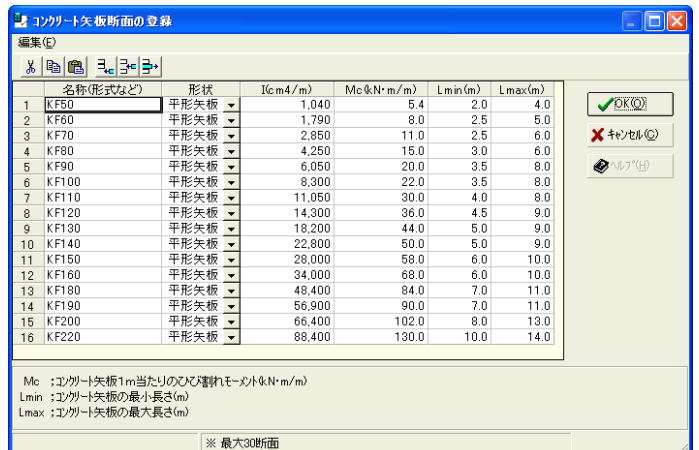 コンクリート矢板断面の登録
編集(E)
名称(形式など) 形状 I(cm4/m) Mc(kN・m/m) Lmin(m) Lmax(m)
1 KF50 平形矢板 1,040 5.4 2.0 4.0
2 KF60 平形矢板 1,790 8.0 2.5 5.0
3 KF70 平形矢板 2,850 11.0 2.5 6.0
4 KF80 平形矢板 4,250 15.0 3.0 6.0
5 KF90 平形矢板 6,050 20.0 3.5 8.0
6 KF100 平形矢板 8,300 22.0 3.5 8.0
7 KF110 平形矢板 11,050 30.0 4.0 8.0
8 KF120 平形矢板 14,300 36.0 4.5 9.0
9 KF130 平形矢板 18,200 44.0 5.0 9.0
10 KF140 平形矢板 22,800 50.0 5.0 9.0
11 KF150 平形矢板 28,000 58.0 6.0 10.0
12 KF160 平形矢板 34,000 68.0 6.0 10.0
13 KF180 平形矢板 48,400 84.0 7.0 11.0
14 KF190 平形矢板 56,900 90.0 7.0 11.0
15 KF200 平形矢板 66,400 102.0 8.0 13.0
16 KF220 平形矢板 88,400 130.0 10.0 14.0
OK(O)
キャンセル(C)
ヘルプ(H)
Mc ;コンクリート矢板1m当たりのひび割れモーメント(kN・m/m)
Lmin ;コンクリート矢板の最小長さ(m)
Lmax ;コンクリート矢板の最大長さ(m)
※ 最大30断面